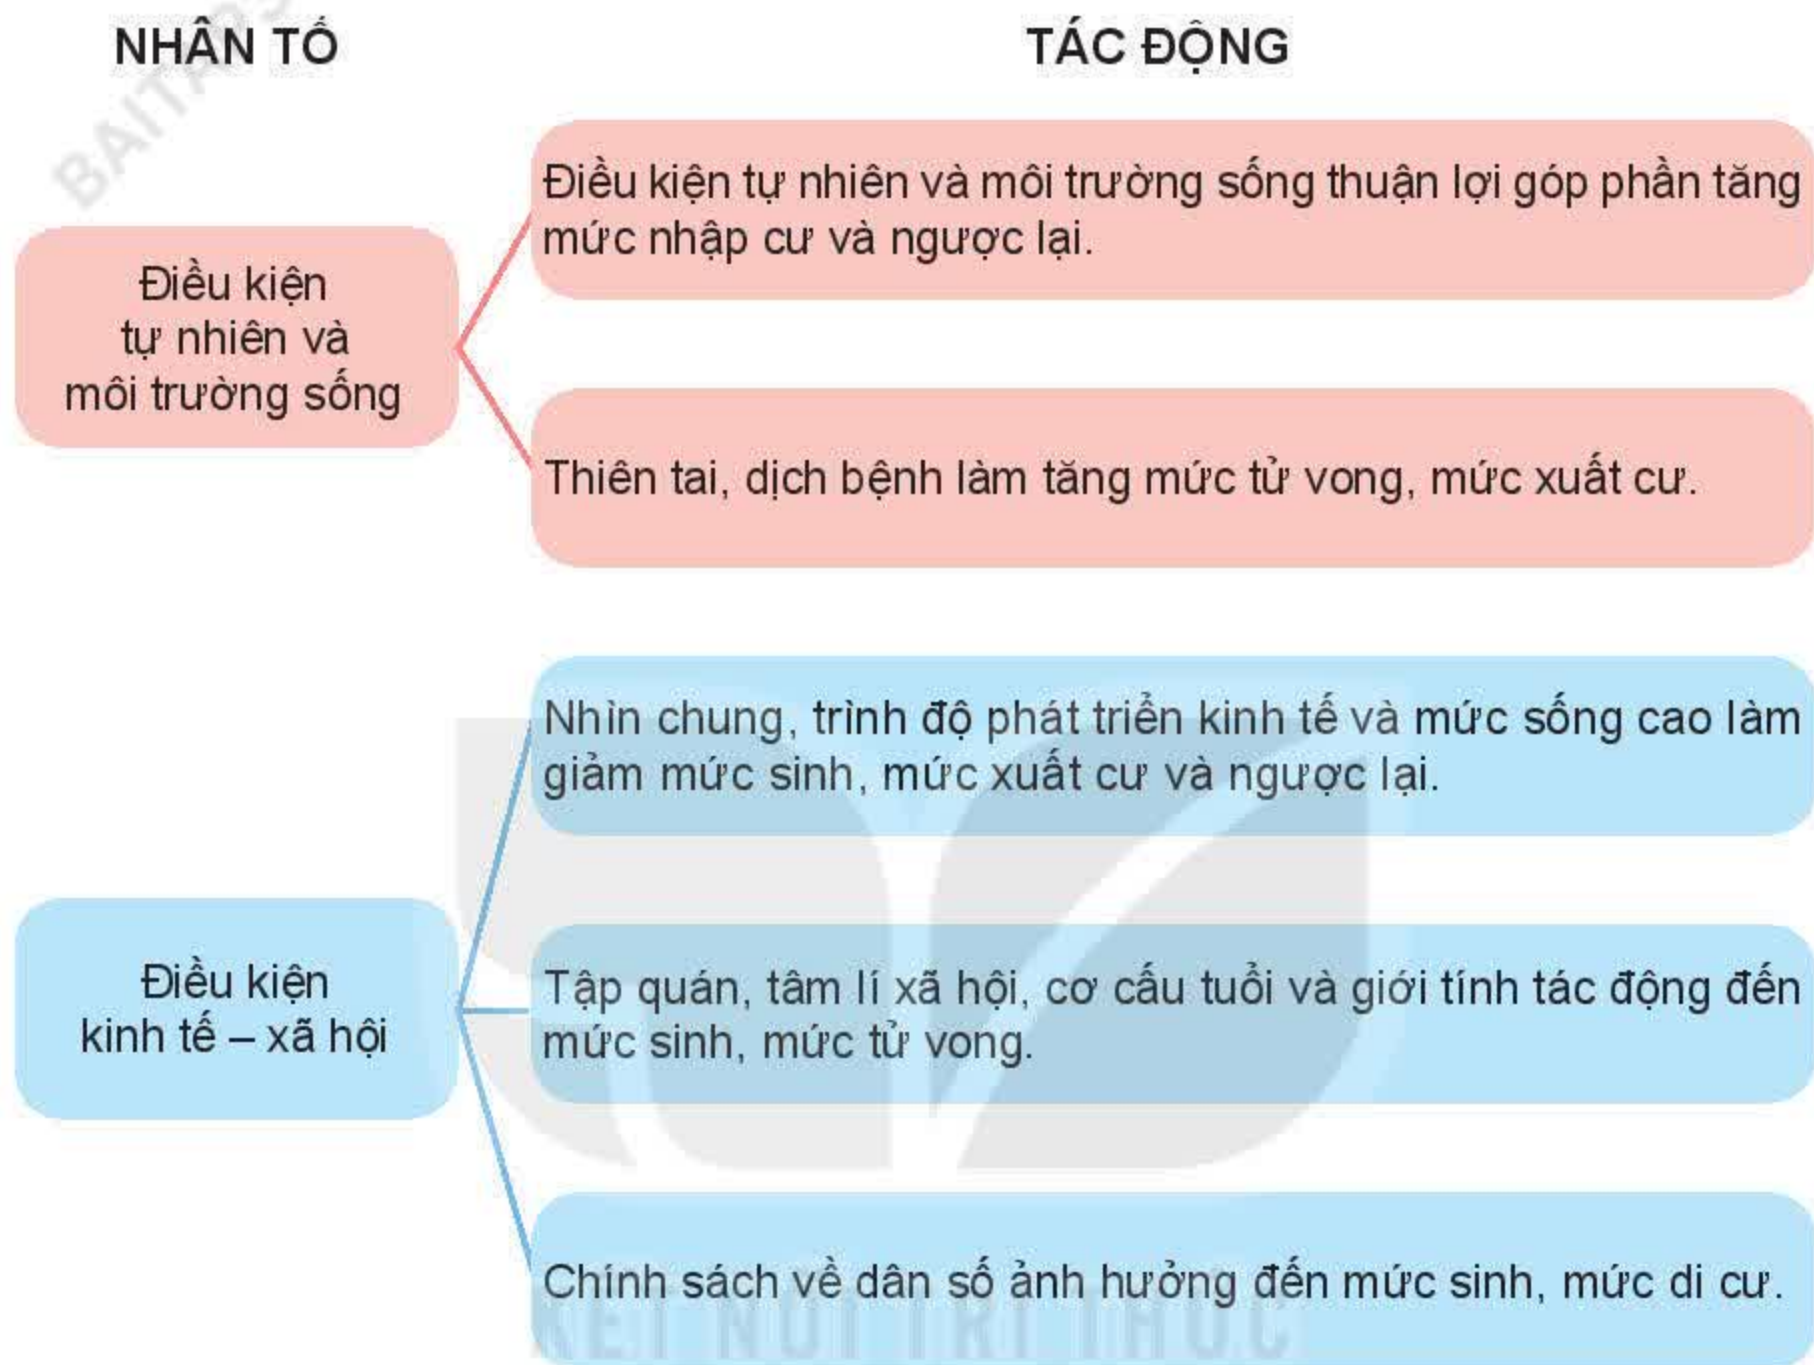 NHÂN TỐ
TÁC ĐỘNG
Điều kiện
tự nhiên và
môi trường sống
Điều kiện tự nhiên và môi trường sống thuận lợi góp phần tăng
mức nhập cư và ngược lại.
Thiên tai, dịch bệnh làm tăng mức tử vong, mức xuất cư.
Điều kiện
kinh tế – xã hội
Nhìn chung, trình độ phát triển kinh tế và mức sống cao làm
giảm mức sinh, mức xuất cư và ngược lại.
Tập quán, tâm lí xã hội, cơ cấu tuổi và giới tính tác động đến
mức sinh, mức tử vong.
Chính sách về dân số ảnh hưởng đến mức sinh, mức di cư.
KẾT NỐI TRI THỨC